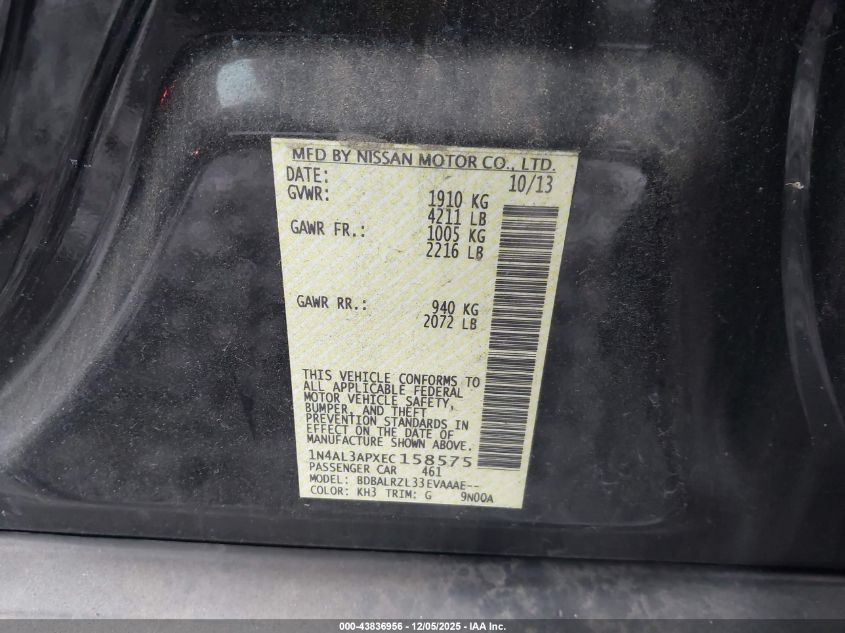 MFD BY NISSAN MOTOR CO., LTD.
DATE: 10/13
GVWR: 1910 KG
4211 LB
GAWR FR.: 1005 KG
2216 LB
GAWR RR.: 940 KG
2072 LB
THIS VEHICLE CONFORMS TO
ALL APPLICABLE FEDERAL
MOTOR VEHICLE SAFETY,
BUMPER, AND THEFT
PREVENTION STANDARDS IN
EFFECT ON THE DATE OF
MANUFACTURE SHOWN ABOVE.
1N4AL3APXEC158575
PASSENGER CAR 461
MODEL: BDBALRZL33EVAAAE--
COLOR: KH3 TRIM: G 9N00A
000-43836956 - 12/05/2025 - IAA Inc.